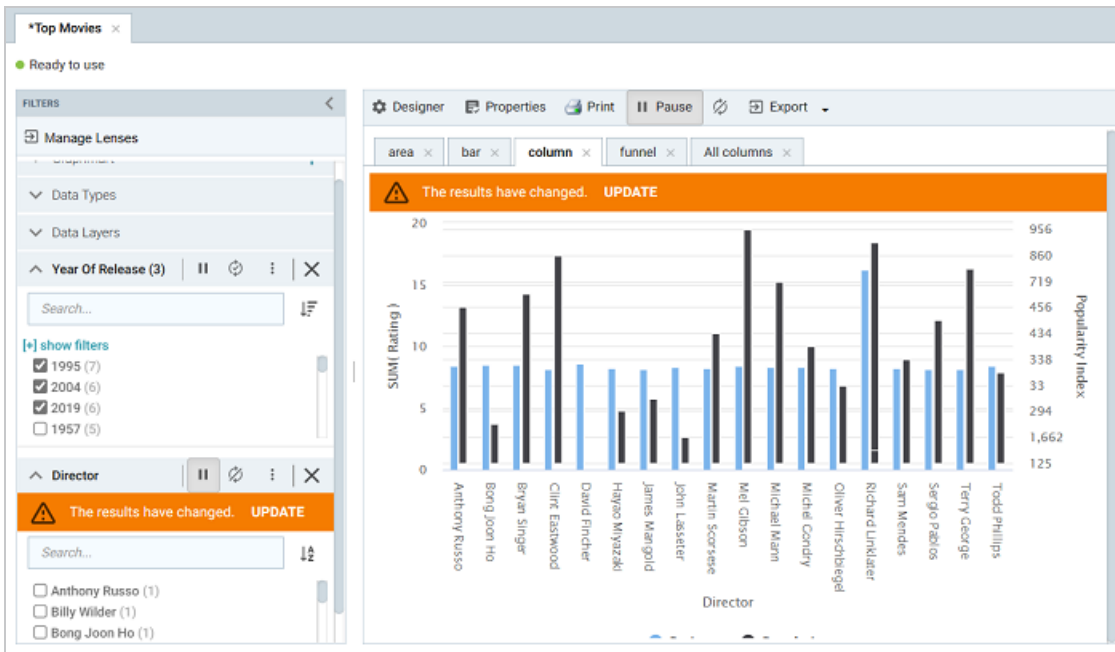 *Top Movies ×
Ready to use
FILTERS
Manage Lenses
Data Types
Data Layers
Year Of Release (3)
Search...
[+] show filters
1995 (7)
2004 (6)
2019 (6)
1957 (5)
Director
The results have changed. UPDATE
Search...
Anthony Russo (1)
Billy Wilder (1)
Bong Joon Ho (1)
Designer Properties Print Pause Export
area × bar × column × funnel × All columns ×
The results have changed. UPDATE
SUM( Rating )
20
15
10
5
0
956
860
719
456
434
338
33
294
1,662
125
Popularity Index
Anthony Russo
Bong Joon Ho
Bryan Singer
Clint Eastwood
David Fincher
Hayao Miyazaki
James Mangold
John Lasseter
Martin Scorsese
Mel Gibson
Michael Mann
Michel Gondry
Oliver Hirschbiegel
Richard Linklater
Sam Mendes
Sergio Pablos
Terry George
Todd Phillips
Director